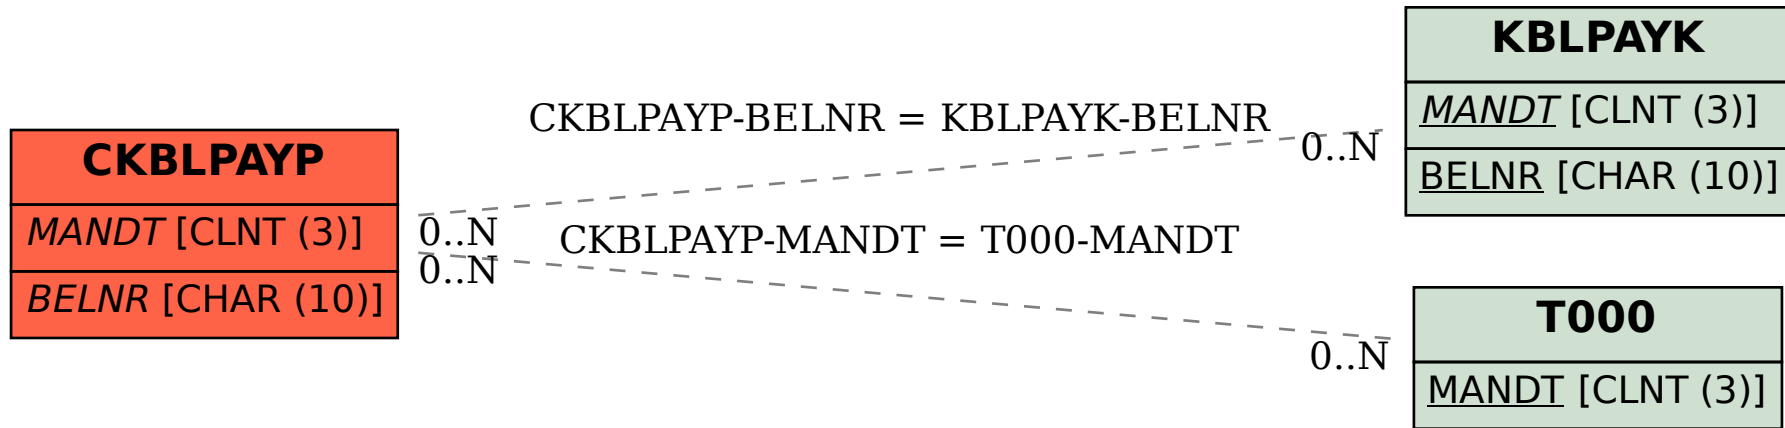 CKBLPAYP
MANDT [CLNT (3)]
BELNR [CHAR (10)]
CKBLPAYP-BELNR = KBLPAYK-BELNR
0..N
0..N
CKBLPAYP-MANDT = T000-MANDT
0..N
0..N
KBLPAYK
MANDT [CLNT (3)]
BELNR [CHAR (10)]
T000
MANDT [CLNT (3)]